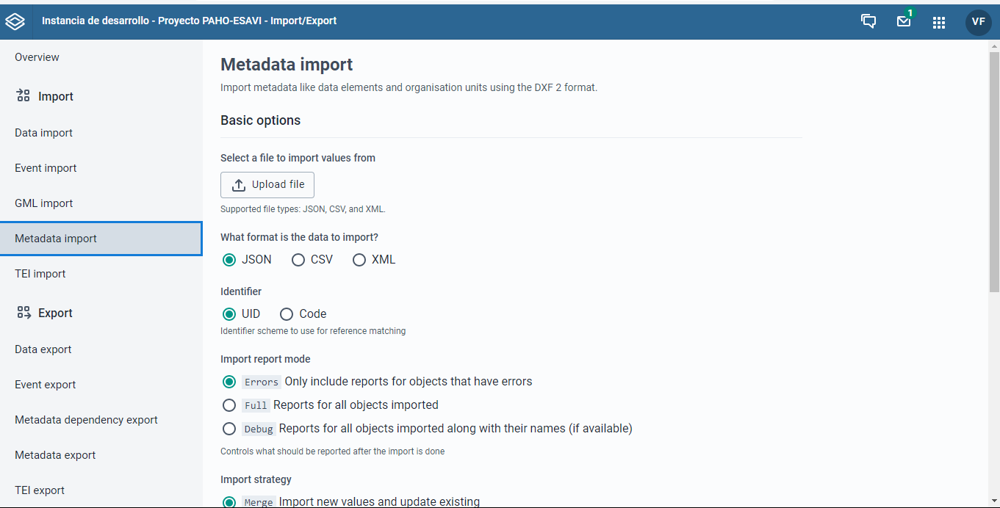 Instancia de desarrollo - Proyecto PAHO-ESAVI - Import/Export
1
VF
Overview
Import
Data import
Event import
GML import
Metadata import
TEI import
Export
Data export
Event export
Metadata dependency export
Metadata export
TEI export
Metadata import
Import metadata like data elements and organisation units using the DXF 2 format.
Basic options
Select a file to import values from
Upload file
Supported file types: JSON, CSV, and XML.
What format is the data to import?
JSON CSV XML
Identifier
UID Code
Identifier scheme to use for reference matching
Import report mode
Errors Only include reports for objects that have errors
Full Reports for all objects imported
Debug Reports for all objects imported along with their names (if available)
Controls what should be reported after the import is done
Import strategy
Merge Import new values and update existing